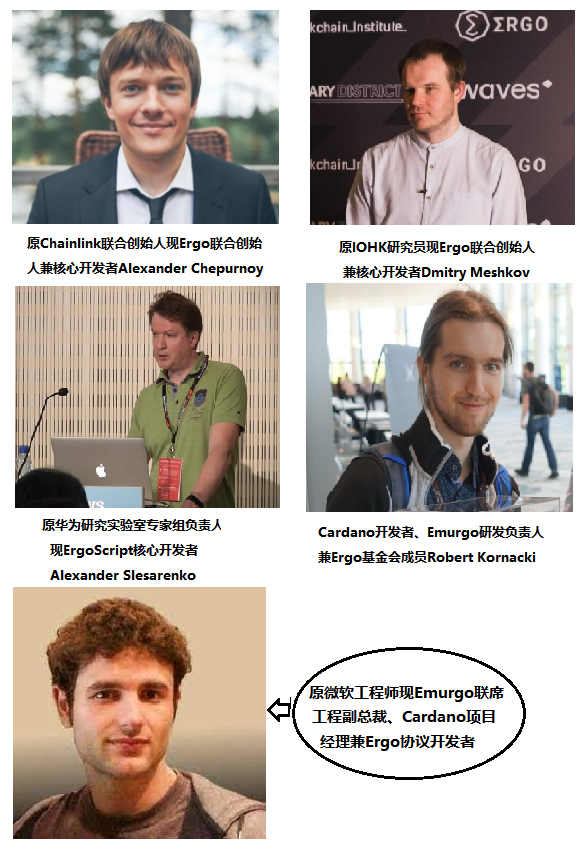 kchain_Institute_
ΣERGO
ARY DISTRICT
waves
kchain_In
RGO
原Chainlink联合创始人现Ergo联合创始
人兼核心开发者Alexander Chepurnoy
原IOHK研究员现Ergo联合创始人
兼核心开发者Dmitry Meshkov
原华为研究实验室专家组负责人
现ErgoScript核心开发者
Alexander Slesarenko
Cardano开发者、Emurgo研发负责人
兼Ergo基金会成员Robert Kornacki
原微软工程师现Emurgo联席
工程副总裁、Cardano项目
经理兼Ergo协议开发者